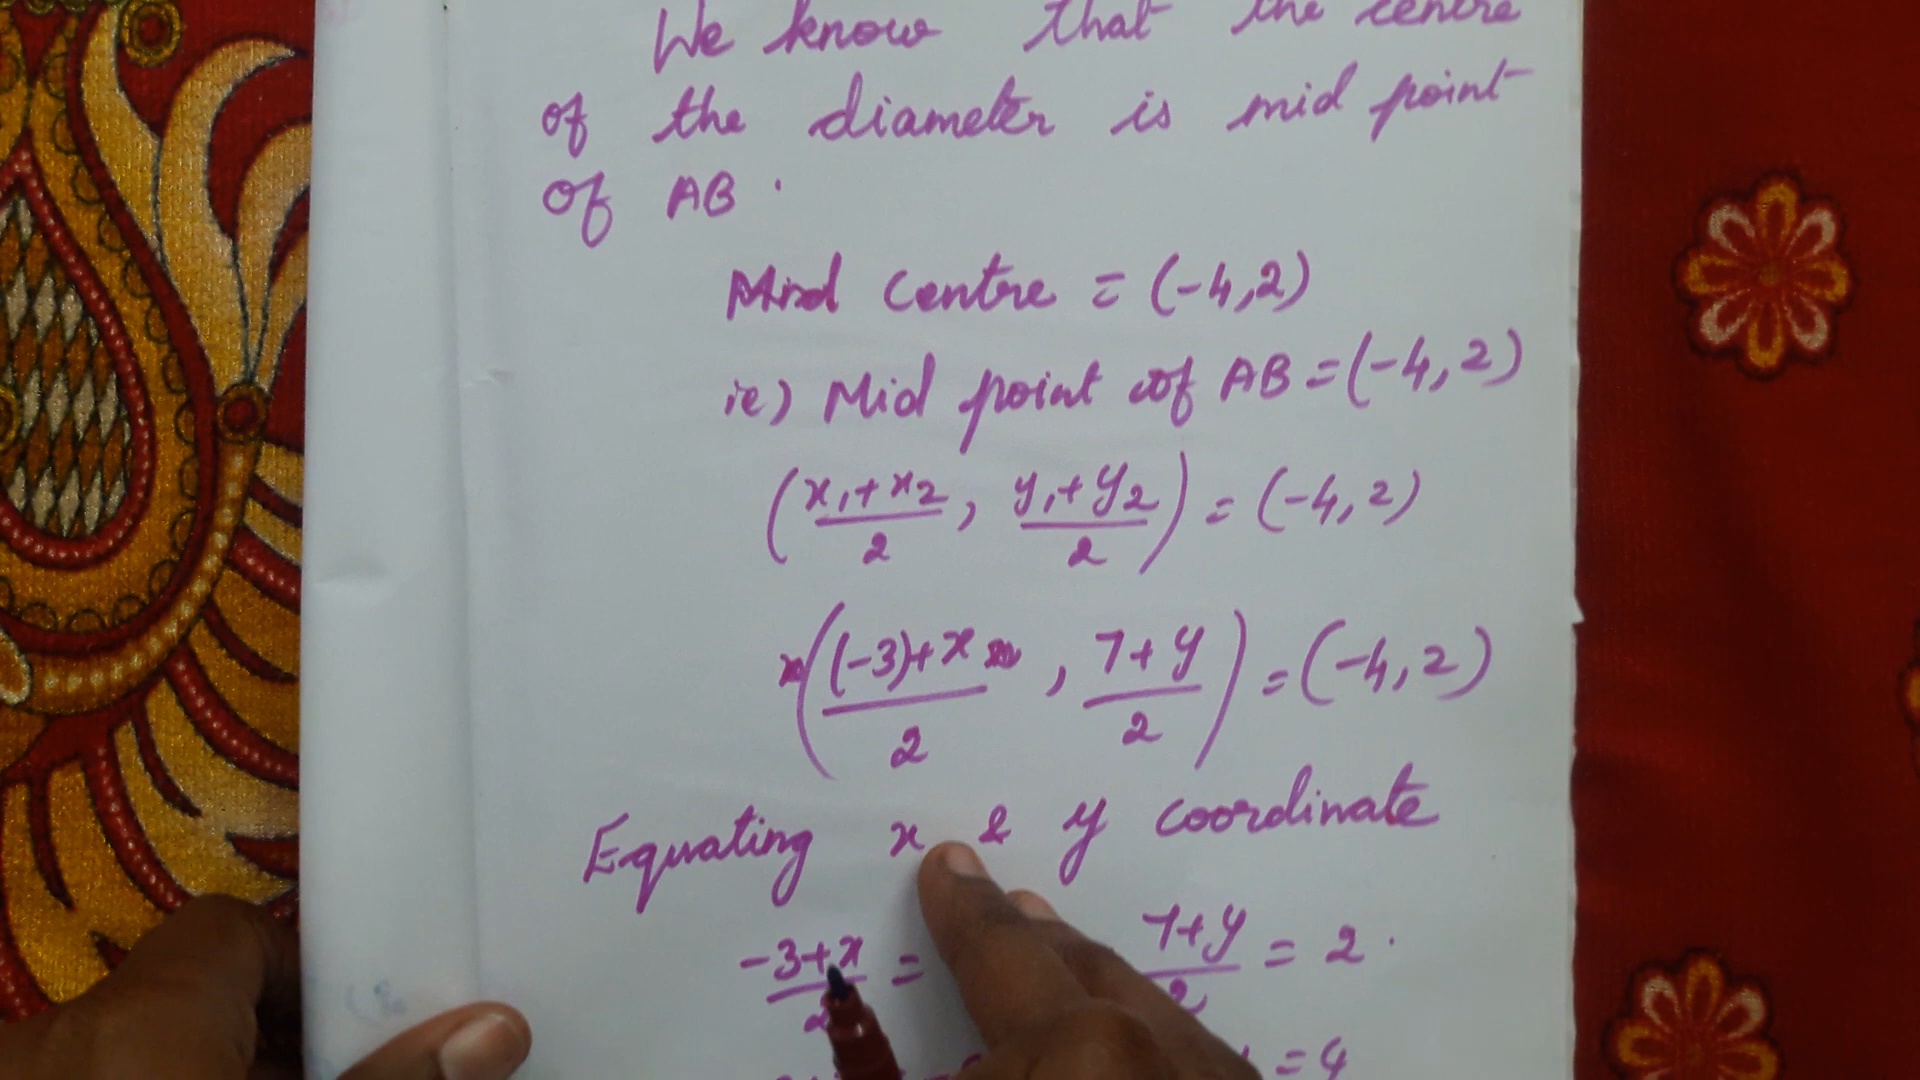 We know that the centre
of the diameter is mid point
of AB.
Mid Centre = (-4,2)
ie) Mid point of AB = (-4,2)
(x₁+x₂/2, y₁+y₂/2) = (-4,2)
((-3)+x/2, 7+y/2) = (-4,2)
Equating x & y coordinate
-3+x/2 = 7+y/2 = 2.
= 4